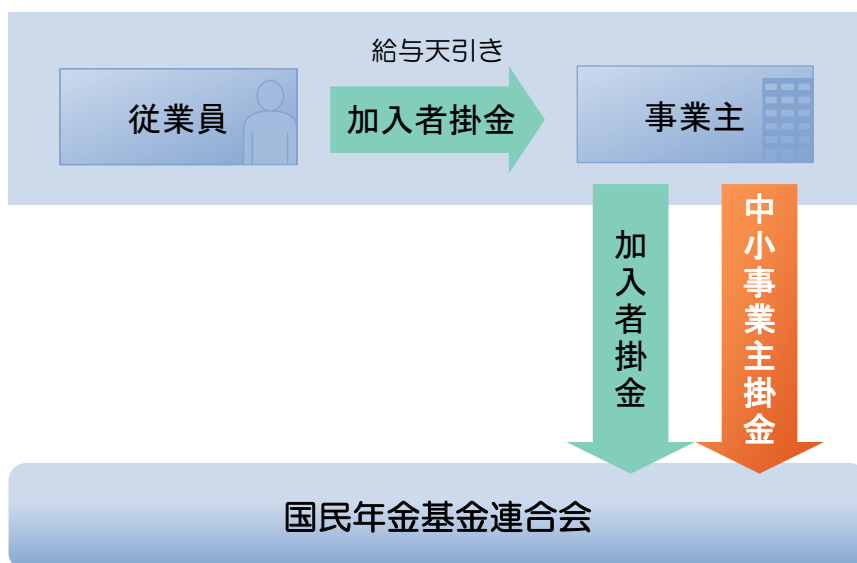 給与天引き
従業員
加入者掛金
事業主
加入者掛金
中小事業主掛金
国民年金基金連合会